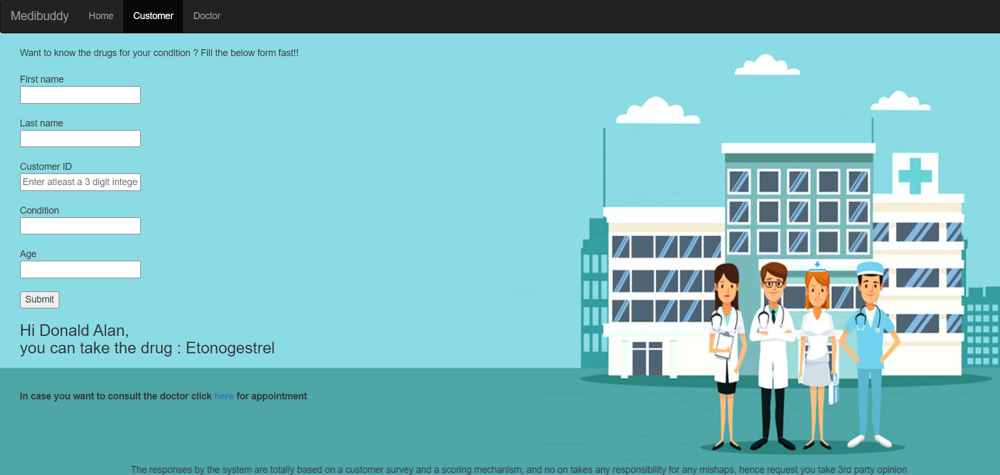 Medibuddy Home Customer Doctor
Want to know the drugs for your condition ? Fill the below form fast!!
First name
Last name
Customer ID
Enter atleast a 3 digit intege
Condition
Age
Submit
Hi Donald Alan,
you can take the drug : Etonogestrel
In case you want to consult the doctor click here for appointment
The responses by the system are totally based on a customer survey and a scoring mechanism, and no on takes any responsibility for any mishaps, hence request you take 3rd party opinion